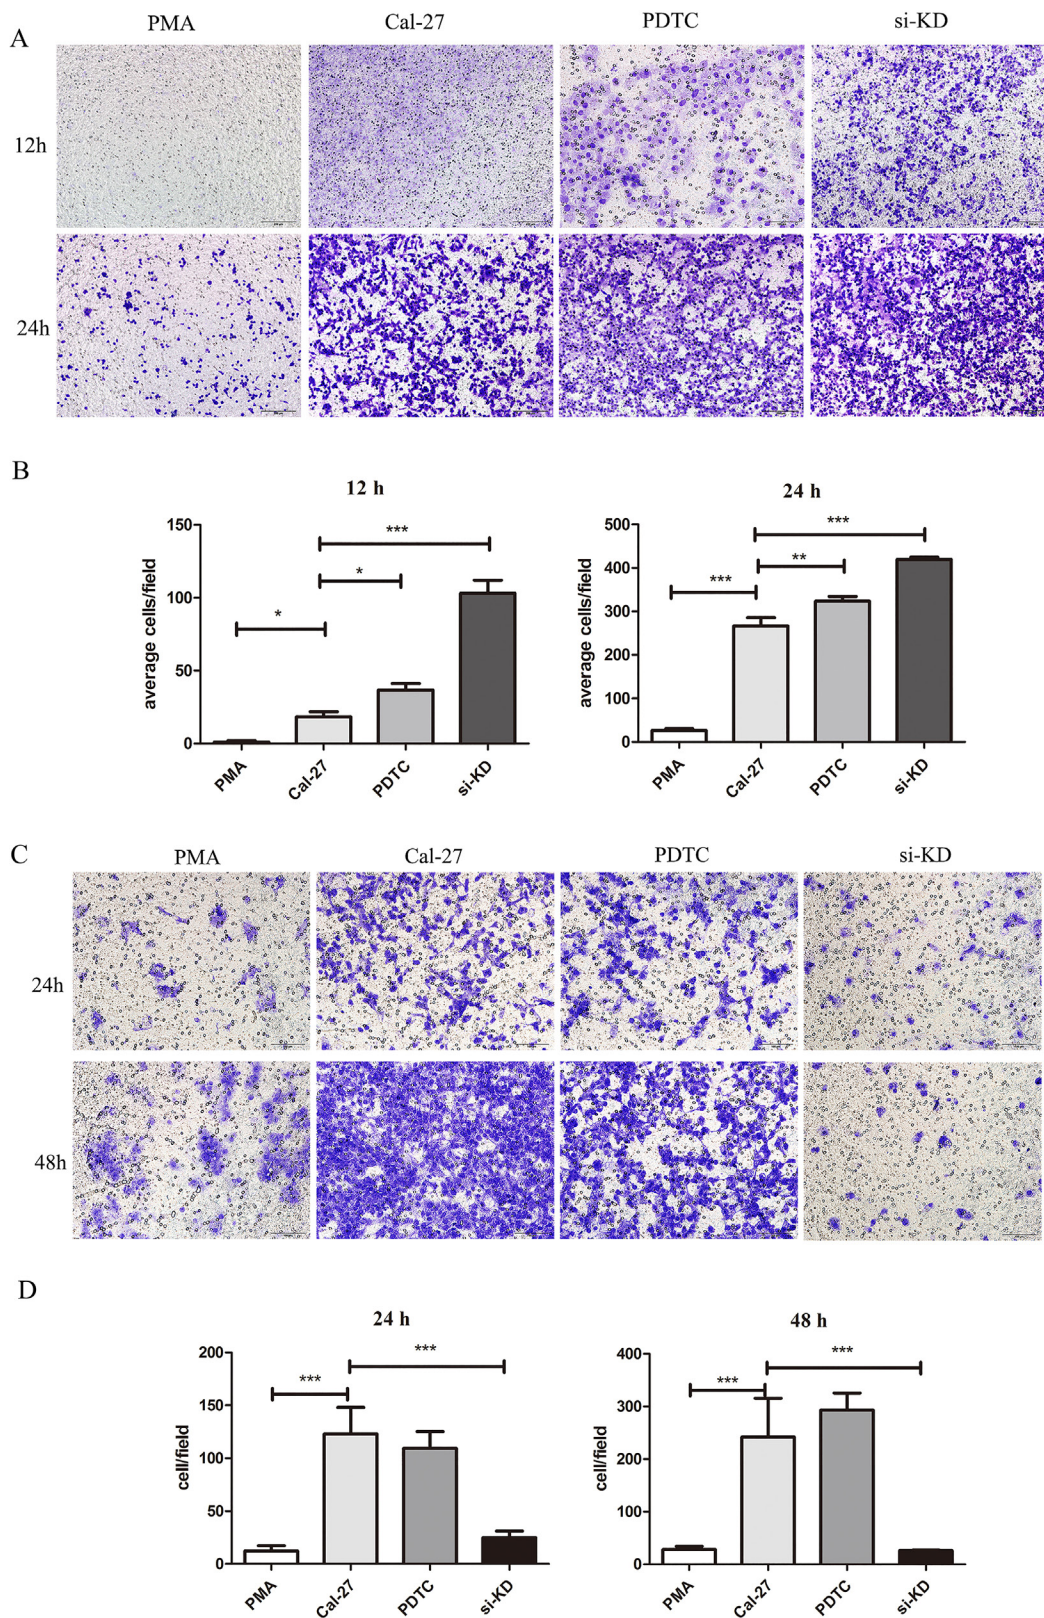 PMA Cal-27 PDTC si-KD
A
12h
24h
B
12 h
average cells/field
150
100
50
0
***
*
*
PMA Cal-27 PDTC si-KD
24 h
average cells/field
500
400
300
200
100
0
***
**
***
PMA Cal-27 PDTC si-KD
C
PMA Cal-27 PDTC si-KD
24h
48h
D
24 h
cell/field
200
150
100
50
0
***
***
PMA Cal-27 PDTC si-KD
48 h
cell/field
400
300
200
100
0
***
***
PMA Cal-27 PDTC si-KD